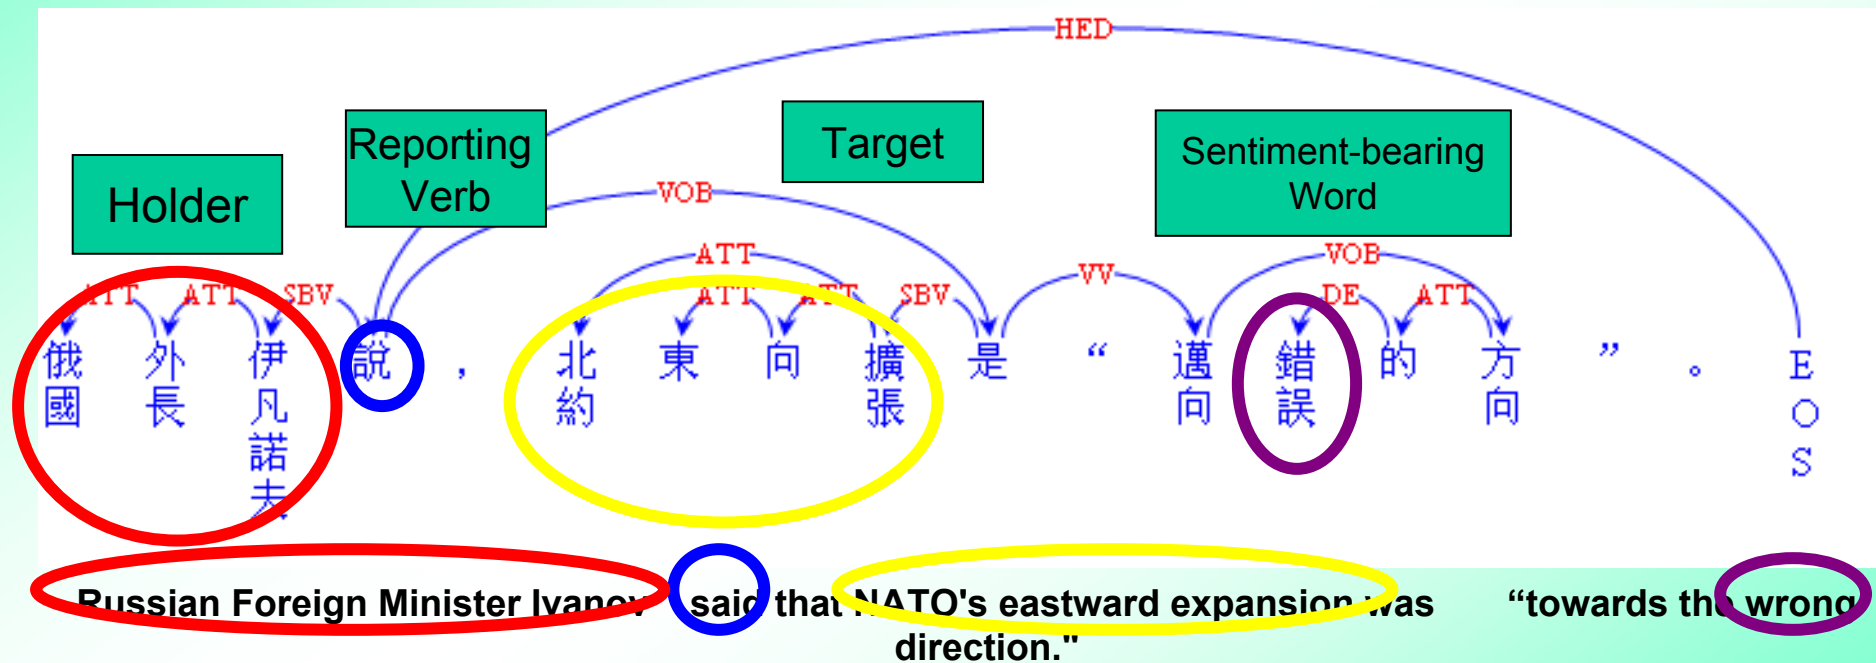 HED
Reporting
Verb
Target
Sentiment-bearing
Word
Holder
VOB
ATT
VOB
VV
ATT ATT SBV ATT ATT SBV DE ATT
俄國 外長 伊凡諾夫 說 , 北約 東 向 擴張 是 “ 邁向 錯誤 的 方向 ” 。 EOS
Russian Foreign Minister Ivanov said that NATO's eastward expansion was “towards the wrong
direction."